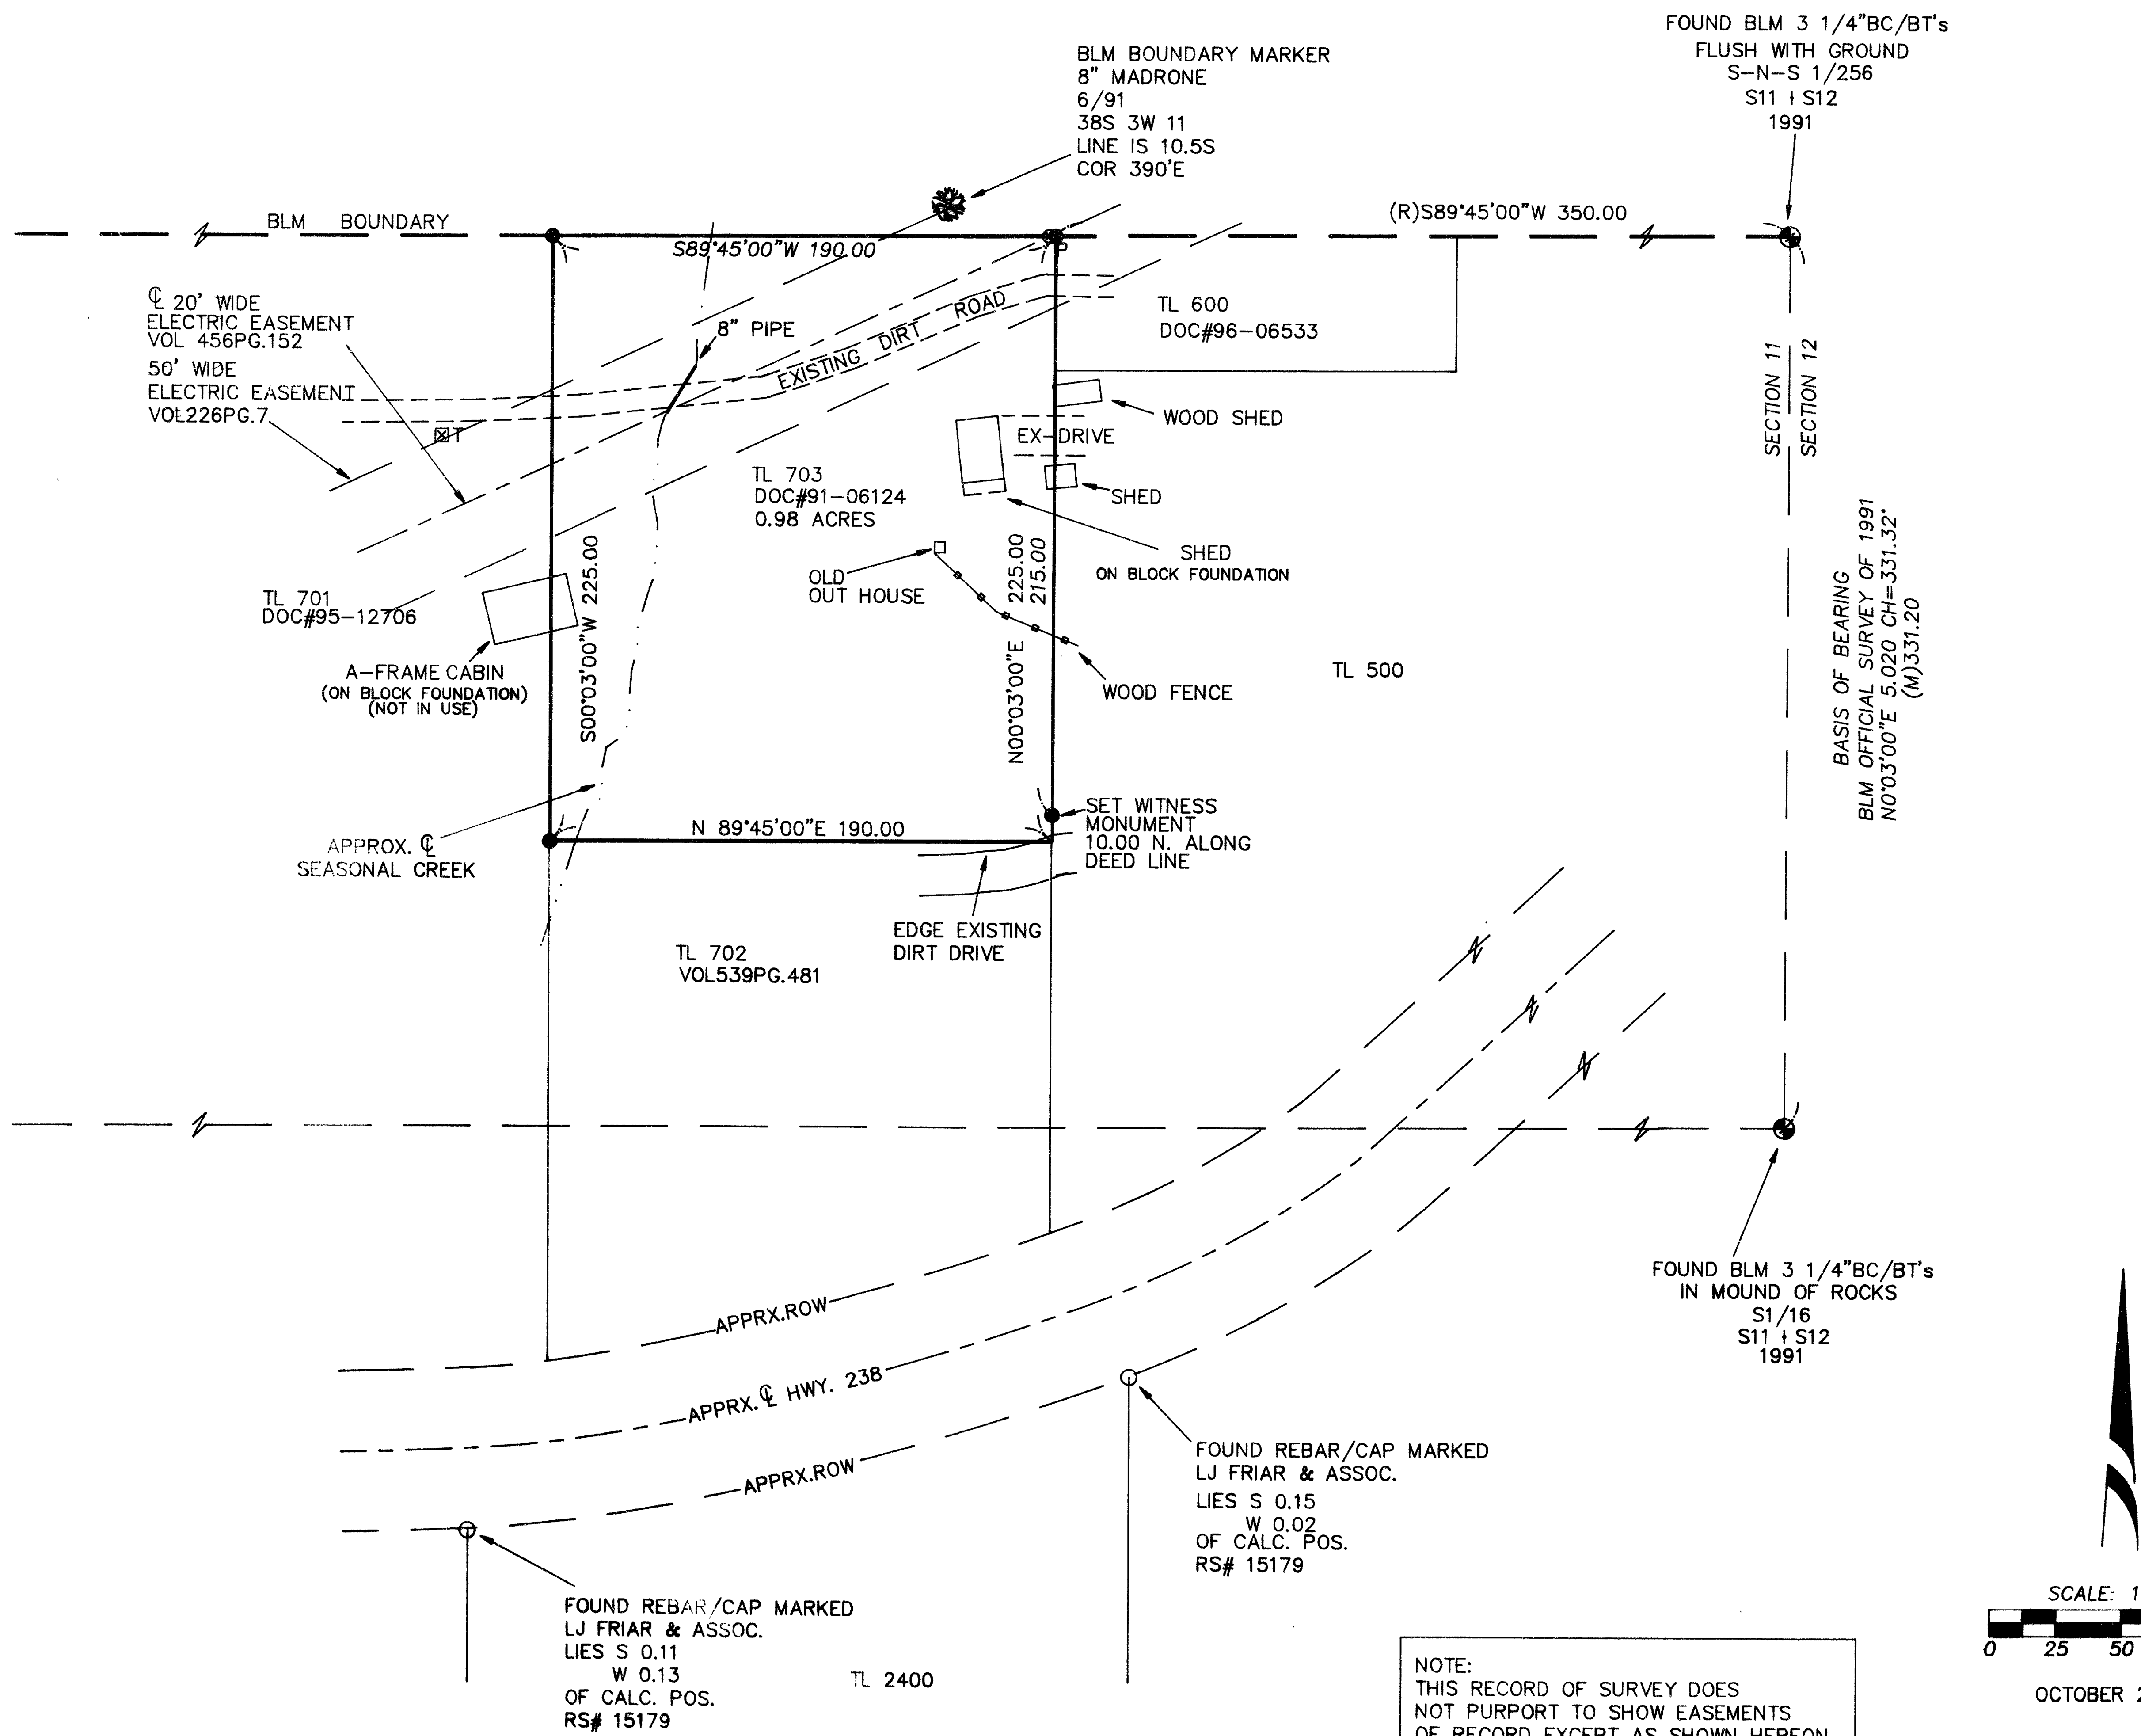 FOUND BLM 3 1/4"BC/BT's
FLUSH WITH GROUND
S-N-S 1/256
S11 S12
1991
BLM BOUNDARY MARKER
8" MADRONE
6/91
38S 3W 11
LINE IS 10.5S
COR 390'E
BLM BOUNDARY
(R)S89°45'00"W 350.00
S89°45'00"W 190.00
℄ 20' WIDE
ELECTRIC EASEMENT
VOL 456PG.152
50' WIDE
ELECTRIC EASEMENT
VOL226PG.7
T
8" PIPE
EXISTING DIRT ROAD
TL 600
DOC#96-06533
SECTION 11
SECTION 12
WOOD SHED
EX-DRIVE
SHED
TL 703
DOC#91-06124
0.98 ACRES
SHED
ON BLOCK FOUNDATION
OLD
OUT HOUSE
225.00
215.00
N00°03'00"E
S00°03'00"W 225.00
TL 701
DOC#95-12706
A-FRAME CABIN
(ON BLOCK FOUNDATION)
(NOT IN USE)
WOOD FENCE
TL 500
BASIS OF BEARING
BLM OFFICIAL SURVEY OF 1991
N0°03'00"E 5.020 CH=331.32'
(M)331.20
SET WITNESS
MONUMENT
10.00 N. ALONG
DEED LINE
N 89°45'00"E 190.00
APPROX. ℄
SEASONAL CREEK
EDGE EXISTING
DIRT DRIVE
TL 702
VOL539PG.481
FOUND BLM 3 1/4"BC/BT's
IN MOUND OF ROCKS
S1/16
S11 S12
1991
APPRX.ROW
APPRX. ℄ HWY. 238
APPRX.ROW
FOUND REBAR/CAP MARKED
LJ FRIAR & ASSOC.
LIES S 0.15
W 0.02
OF CALC. POS.
RS# 15179
FOUND REBAR/CAP MARKED
LJ FRIAR & ASSOC.
LIES S 0.11
W 0.13
OF CALC. POS.
RS# 15179
TL 2400
SCALE: 1
0 25 50
OCTOBER 2
NOTE:
THIS RECORD OF SURVEY DOES
NOT PURPORT TO SHOW EASEMENTS
OF RECORD EXCEPT AS SHOWN HEREON